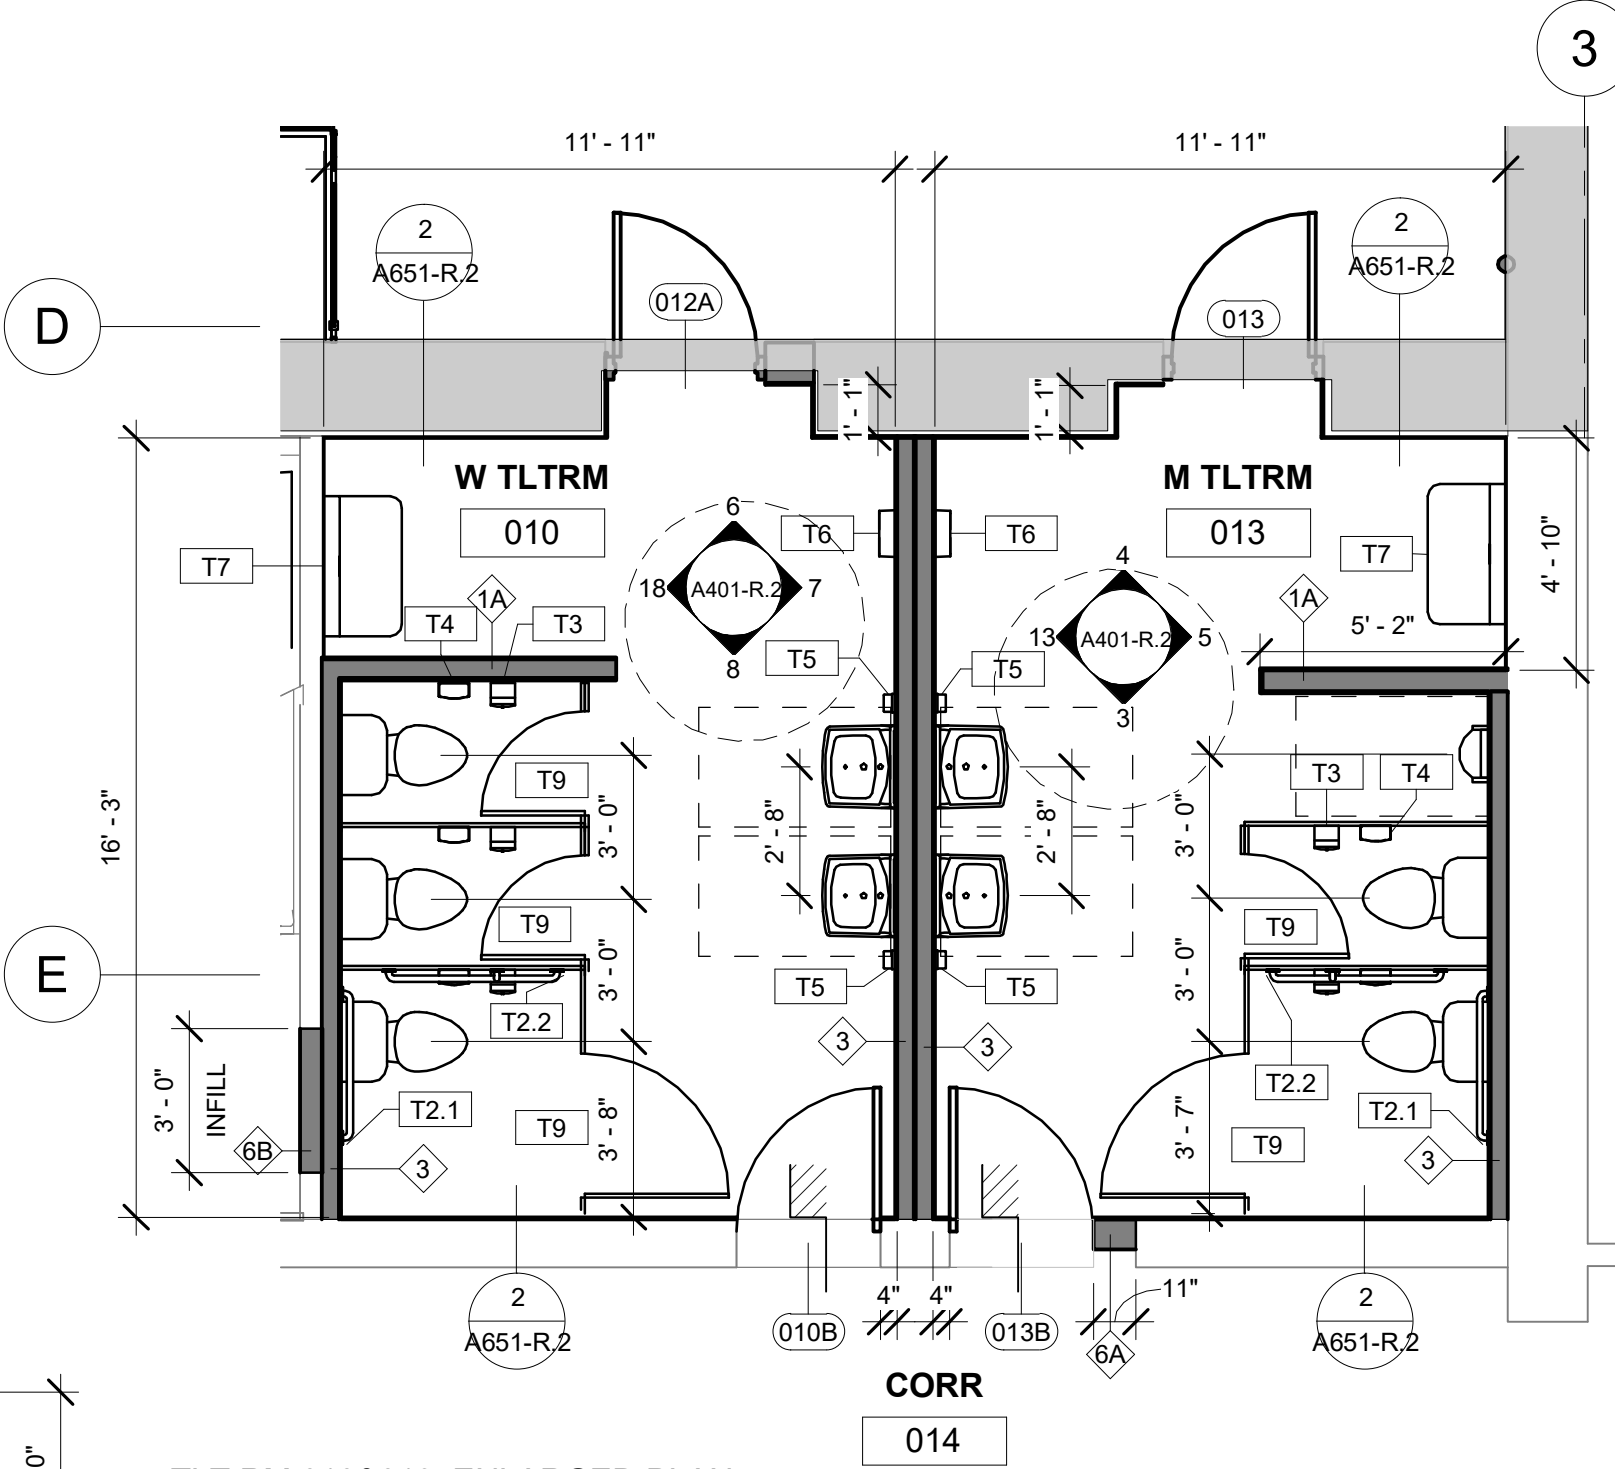 3
11' - 11"
11' - 11"
2
A651-R.2
2
A651-R.2
012A
013
D
1' - 1"
1' - 1"
W TLTRM
010
M TLTRM
013
T7
T6
T6
T7
4' - 10"
6
18
A401-R.2
7
8
4
13
A401-R.2
5
3
1A
T4
T3
T5
T5
1A
5' - 2"
16' - 3"
T9
3' - 0"
2' - 8"
2' - 8"
3' - 0"
T3
T4
T9
T9
E
3' - 0"
T2.2
T5
T5
3' - 0"
3
3
T2.2
3' - 0"
INFILL
6B
T2.1
T9
3' - 8"
3
3' - 7"
T2.1
T9
3
2
A651-R.2
4"
4"
11"
010B
013B
6A
2
A651-R.2
CORR
014
0"